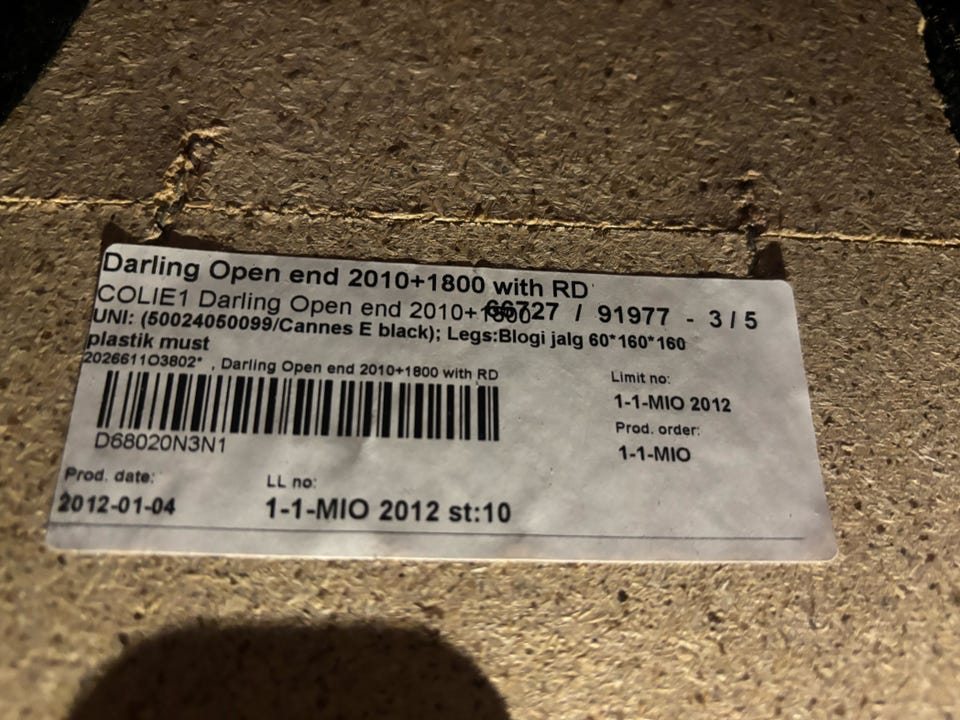 Darling Open end 2010+1800 with RD
COLIE1 Darling Open end 2010+1800
66727 / 91977 - 3 / 5
UNI: (50024050099/Cannes E black); Legs:Blogi jalg 60*160*160
plastik must
2026611O3802* , Darling Open end 2010+1800 with RD
D68020N3N1
Limit no:
1-1-MIO 2012
Prod. order:
1-1-MIO
Prod. date:
2012-01-04
LL no:
1-1-MIO 2012 st:10